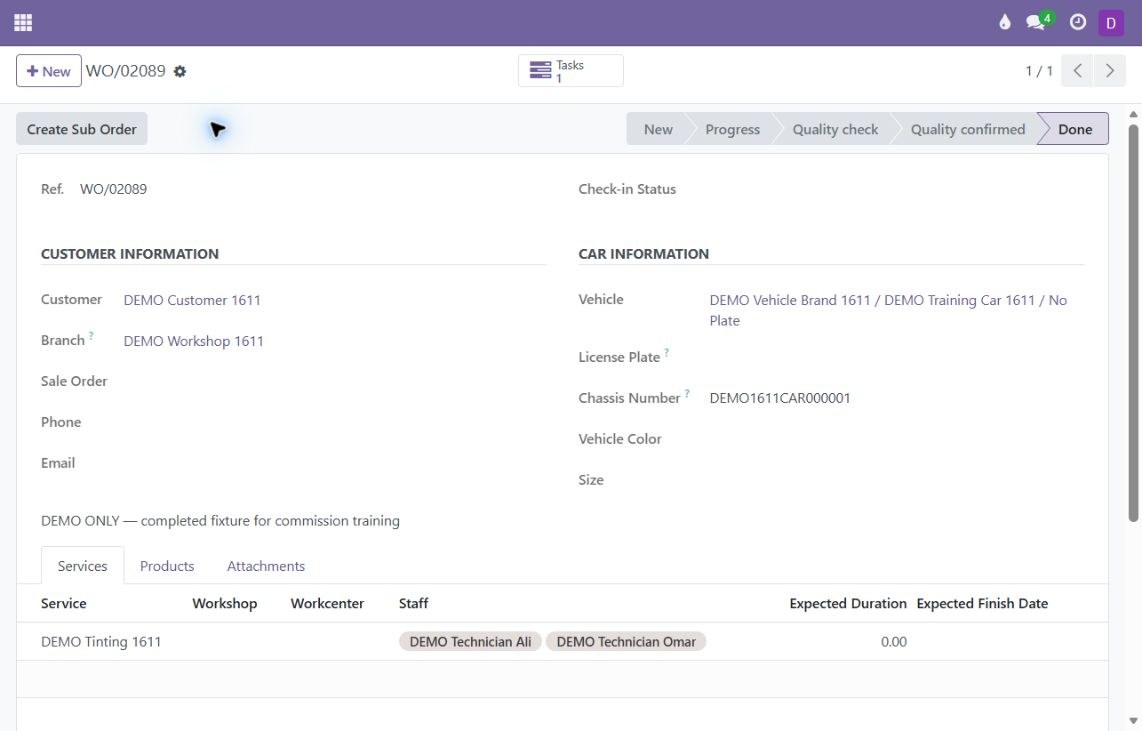 4
D
New
WO/02089
Tasks
1
1 / 1
Create Sub Order
New
Progress
Quality check
Quality confirmed
Done
Ref. WO/02089
Check-in Status
CUSTOMER INFORMATION
CAR INFORMATION
Customer DEMO Customer 1611
Vehicle DEMO Vehicle Brand 1611 / DEMO Training Car 1611 / No
Plate
Branch ? DEMO Workshop 1611
License Plate ?
Sale Order
Chassis Number ? DEMO1611CAR000001
Phone
Vehicle Color
Email
Size
DEMO ONLY — completed fixture for commission training
Services Products Attachments
Service Workshop Workcenter Staff Expected Duration Expected Finish Date
DEMO Tinting 1611 DEMO Technician Ali DEMO Technician Omar 0.00